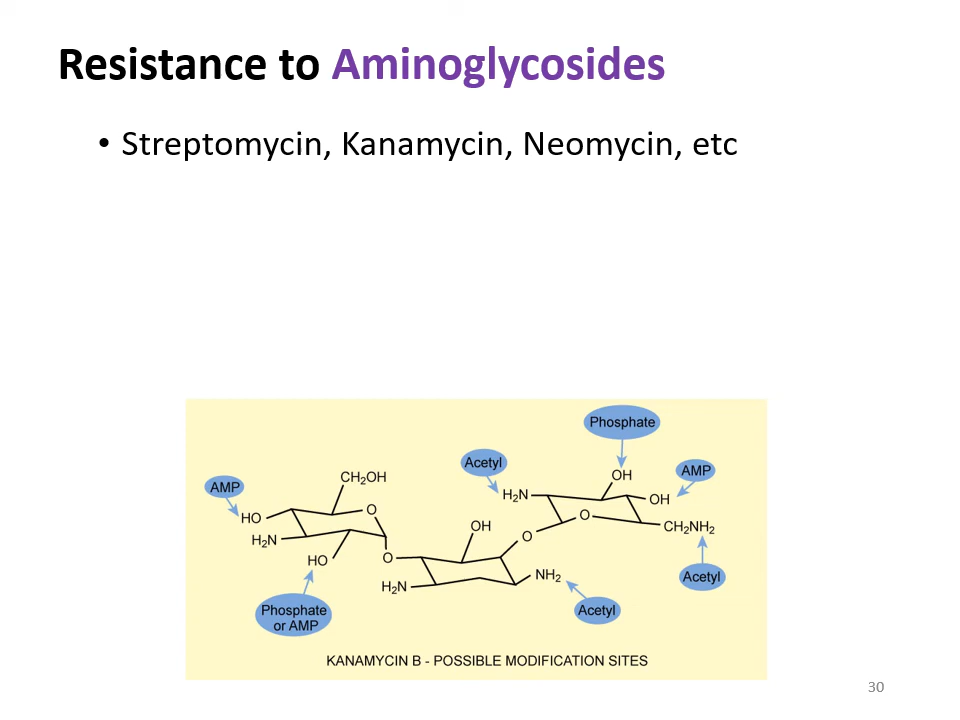 Resistance to Aminoglycosides
• Streptomycin, Kanamycin, Neomycin, etc
Phosphate
Acetyl
AMP
AMP
CH₂OH
OH
H₂N
OH
HO
O
O
CH₂NH₂
H₂N
OH
O
HO
O
NH₂
Acetyl
H₂N
Phosphate
or AMP
Acetyl
KANAMYCIN B - POSSIBLE MODIFICATION SITES
30